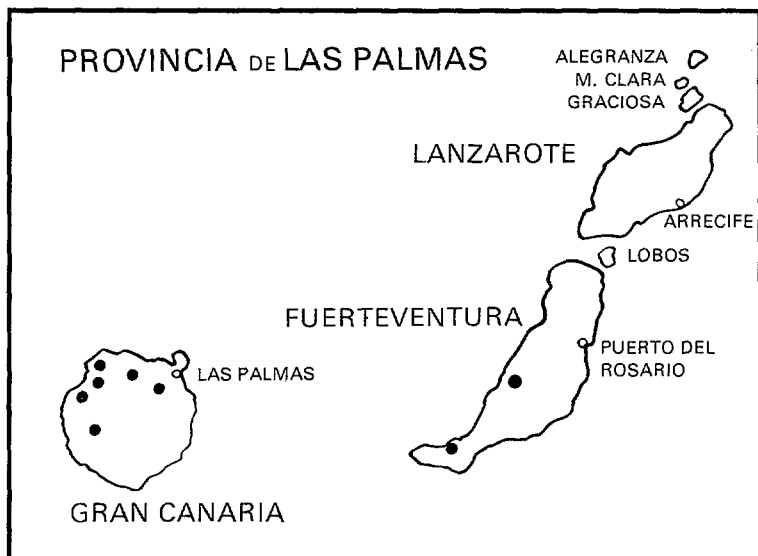 PROVINCIA DE LAS PALMAS
ALEGRANZA
M. CLARA
GRACIOSA
LANZAROTE
ARRECIFE
LOBOS
FUERTEVENTURA
PUERTO DEL
ROSARIO
LAS PALMAS
GRAN CANARIA